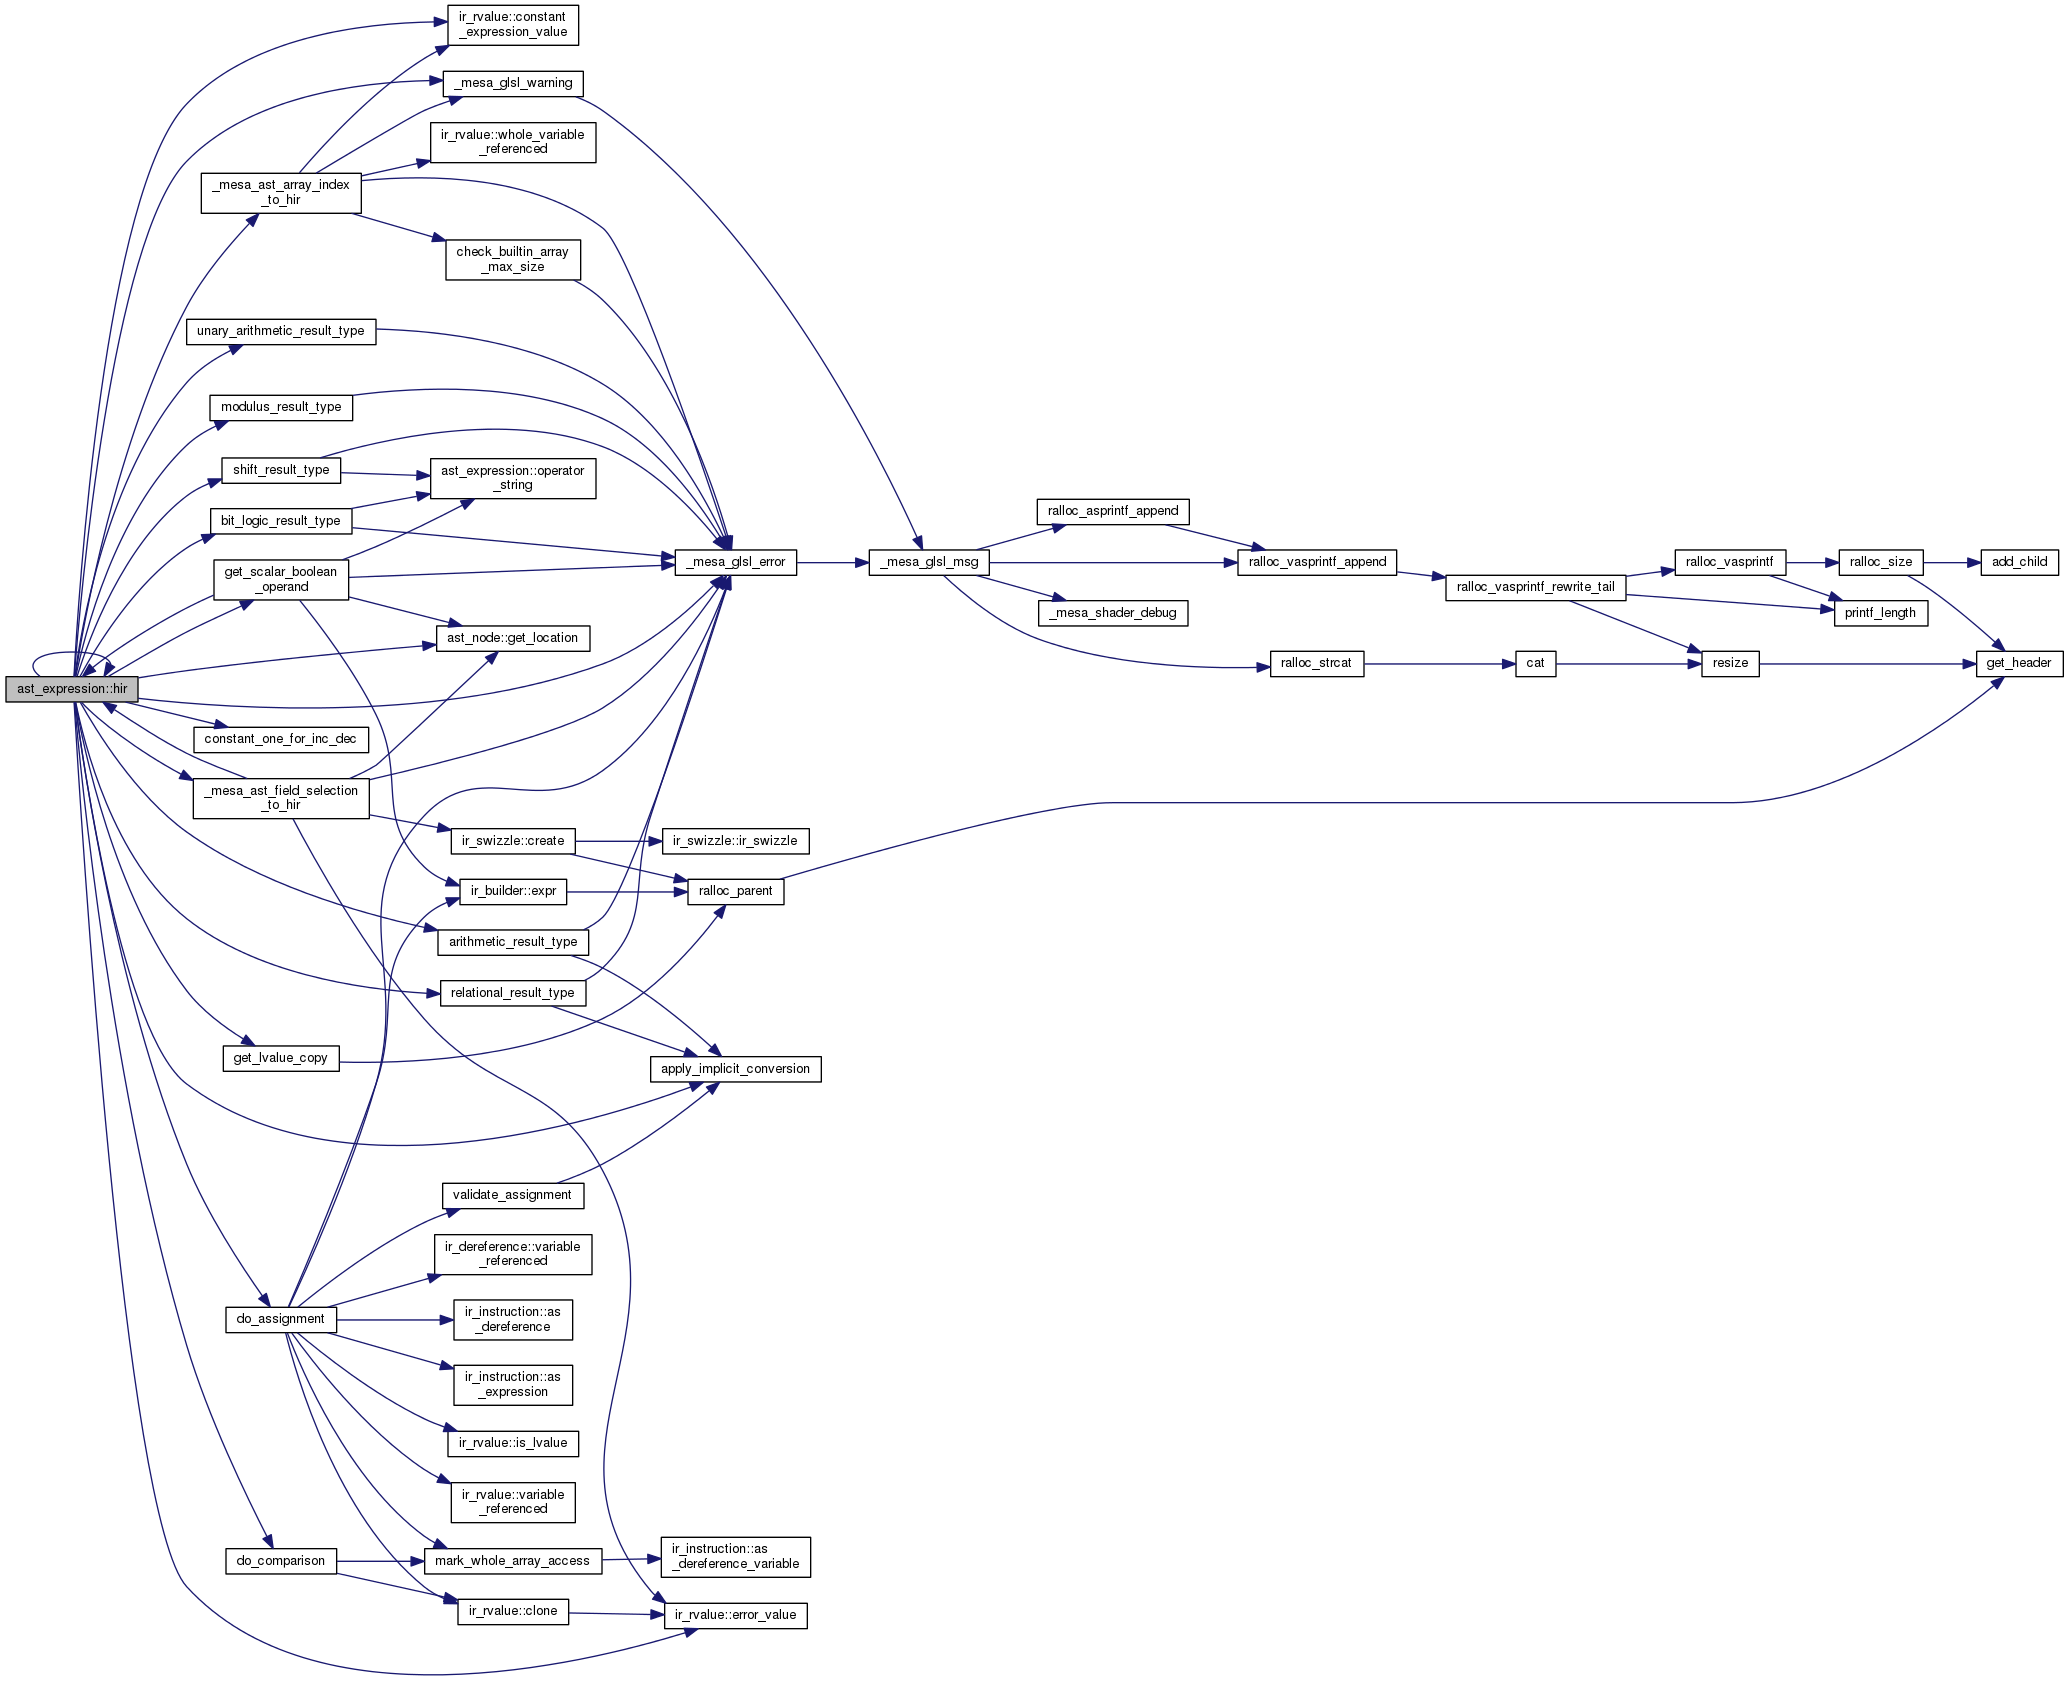 ir_rvalue::constant
_expression_value
_mesa_glsl_warning
ir_rvalue::whole_variable
_referenced
_mesa_ast_array_index
_to_hir
check_builtin_array
_max_size
unary_arithmetic_result_type
modulus_result_type
shift_result_type
ast_expression::operator
_string
bit_logic_result_type
get_scalar_boolean
_operand
_mesa_glsl_error
_mesa_glsl_msg
ralloc_asprintf_append
ralloc_vasprintf_append
_mesa_shader_debug
ralloc_vasprintf_rewrite_tail
ralloc_vasprintf
ralloc_size
add_child
printf_length
ast_node::get_location
ralloc_strcat
cat
resize
get_header
ast_expression::hir
constant_one_for_inc_dec
_mesa_ast_field_selection
_to_hir
ir_swizzle::create
ir_swizzle::ir_swizzle
ir_builder::expr
ralloc_parent
arithmetic_result_type
relational_result_type
get_lvalue_copy
apply_implicit_conversion
validate_assignment
ir_dereference::variable
_referenced
do_assignment
ir_instruction::as
_dereference
ir_instruction::as
_expression
ir_rvalue::is_lvalue
ir_rvalue::variable
_referenced
do_comparison
mark_whole_array_access
ir_instruction::as
_dereference_variable
ir_rvalue::clone
ir_rvalue::error_value